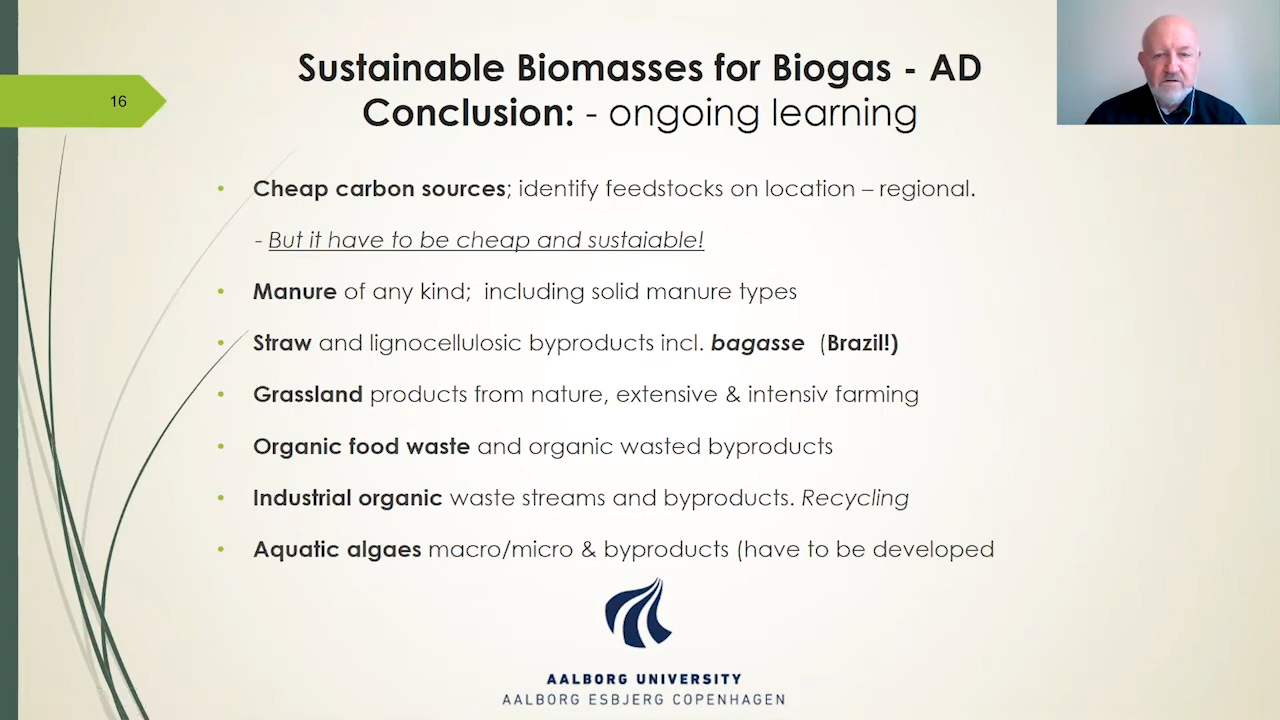 16
Sustainable Biomasses for Biogas - AD
Conclusion: - ongoing learning
• Cheap carbon sources; identify feedstocks on location – regional.
- But it have to be cheap and sustaiable!
• Manure of any kind; including solid manure types
• Straw and lignocellulosic byproducts incl. bagasse (Brazil!)
• Grassland products from nature, extensive & intensiv farming
• Organic food waste and organic wasted byproducts
• Industrial organic waste streams and byproducts. Recycling
• Aquatic algaes macro/micro & byproducts (have to be developed
AALBORG UNIVERSITY
AALBORG ESBJERG COPENHAGEN